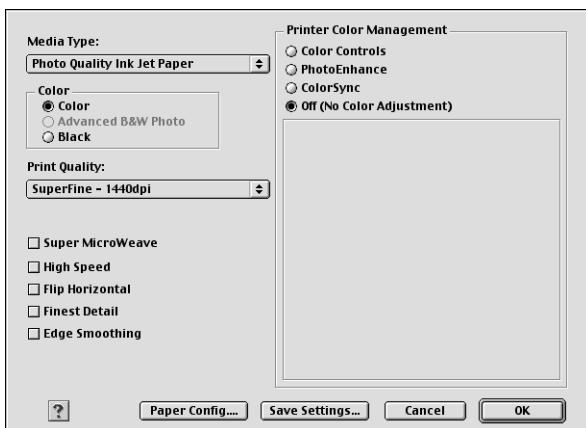 Media Type:
Photo Quality Ink Jet Paper
Color
Color
Advanced B&W Photo
Black
Print Quality:
SuperFine - 1440dpi
Super MicroWeave
High Speed
Flip Horizontal
Finest Detail
Edge Smoothing
Printer Color Management
Color Controls
PhotoEnhance
ColorSync
Off (No Color Adjustment)
?
Paper Config....
Save Settings...
Cancel
OK